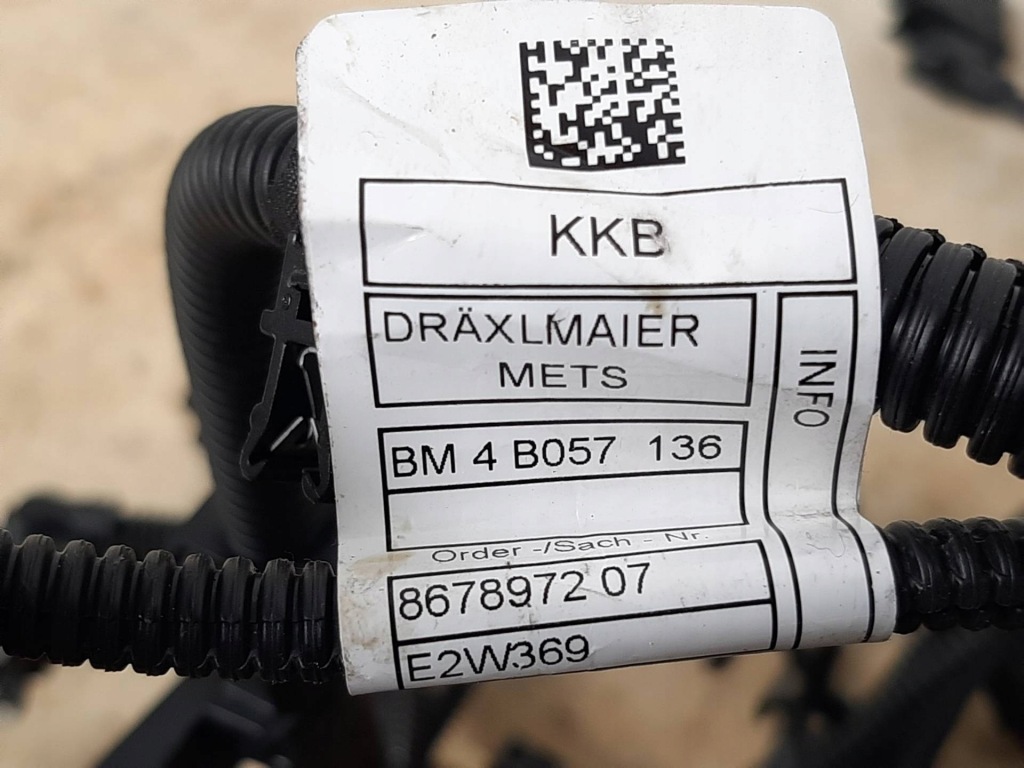 KKB
DRÄXLMAIER
METS
INFO
BM 4 B057 136
Order -/Sach - Nr.
8678972 07
E2W369